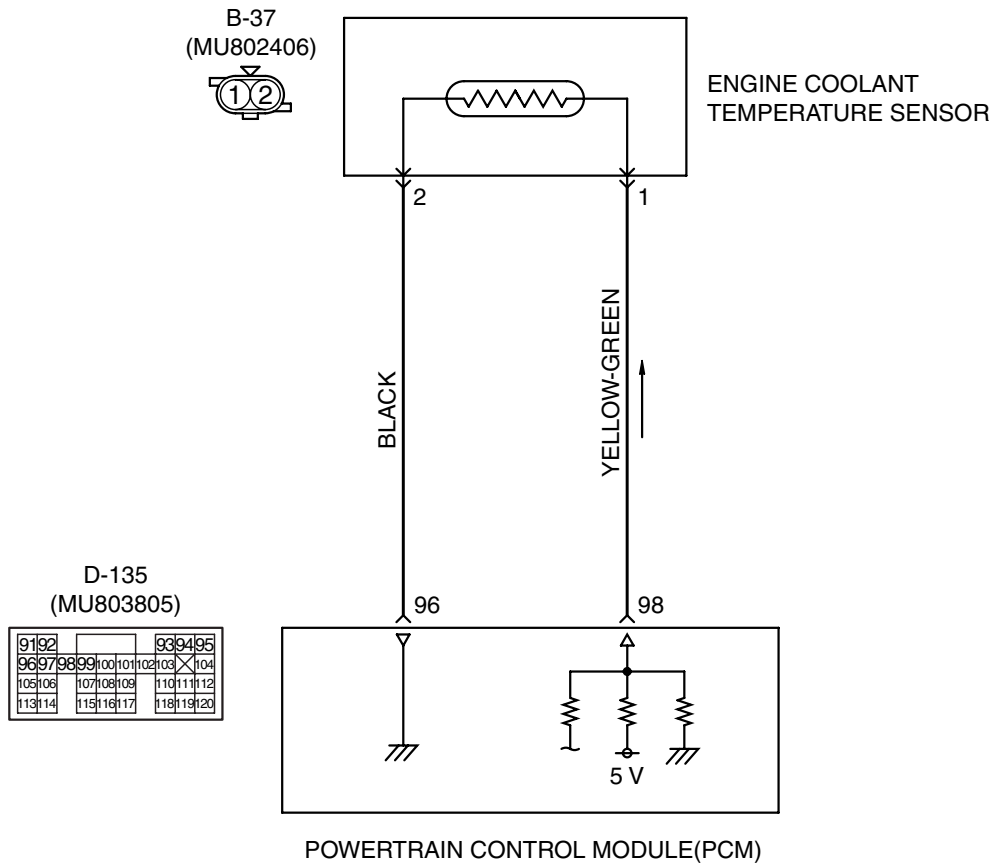 B-37
(MU802406)
1 2
ENGINE COOLANT
TEMPERATURE SENSOR
2
1
BLACK
YELLOW-GREEN
D-135
(MU803805)
96
98
91 92 93 94 95
96 97 98 99 100 101 102 103 104
105 106 107 108 109 110 111 112
113 114 115 116 117 118 119 120
5 V
POWERTRAIN CONTROL MODULE(PCM)